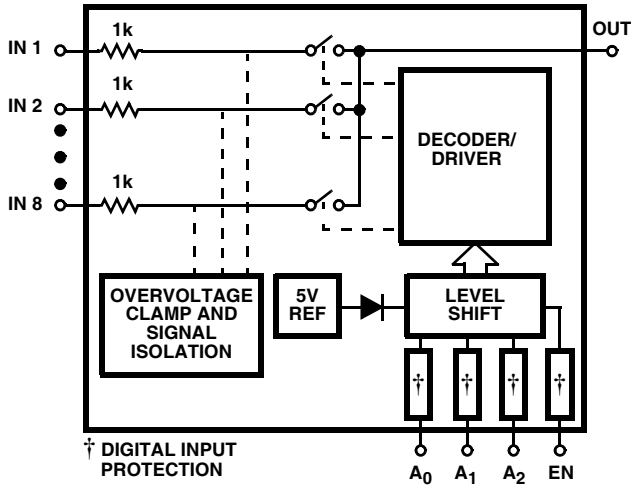 IN 1
1k
OUT
IN 2
1k
IN 8
1k
DECODER/
DRIVER
OVERVOLTAGE
CLAMP AND
SIGNAL
ISOLATION
5V
REF
LEVEL
SHIFT
†
†
†
†
† DIGITAL INPUT
PROTECTION
A0
A1
A2
EN